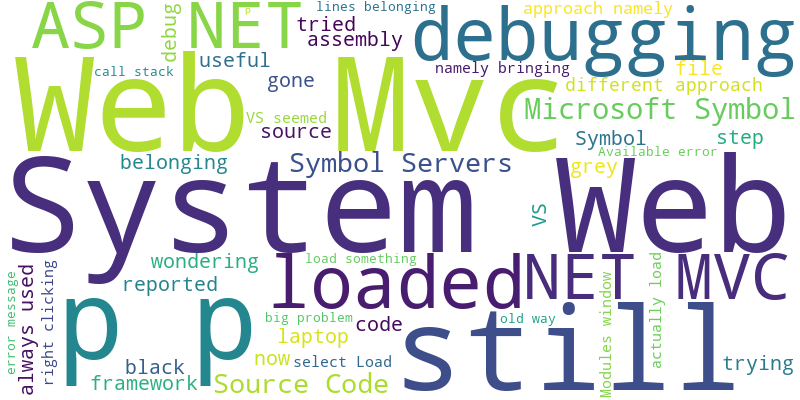 ASP NET
debug
tried
lines belonging
approach namely
debugging
assembly
useful
call stack
gone
namely bringing
file
different approach
Web Mvc
VS seemed
source
Microsoft Symbol
Symbol
step
Available error
belonging
Symbol Servers
grey
System Web
VS
wondering
load something
reported
loaded
NET MVC
error message
always used
right clicking
p p
big problem
code
laptop
old way
still
Modules window
actually load
now
select Load
black
framework
Source Code
trying
p